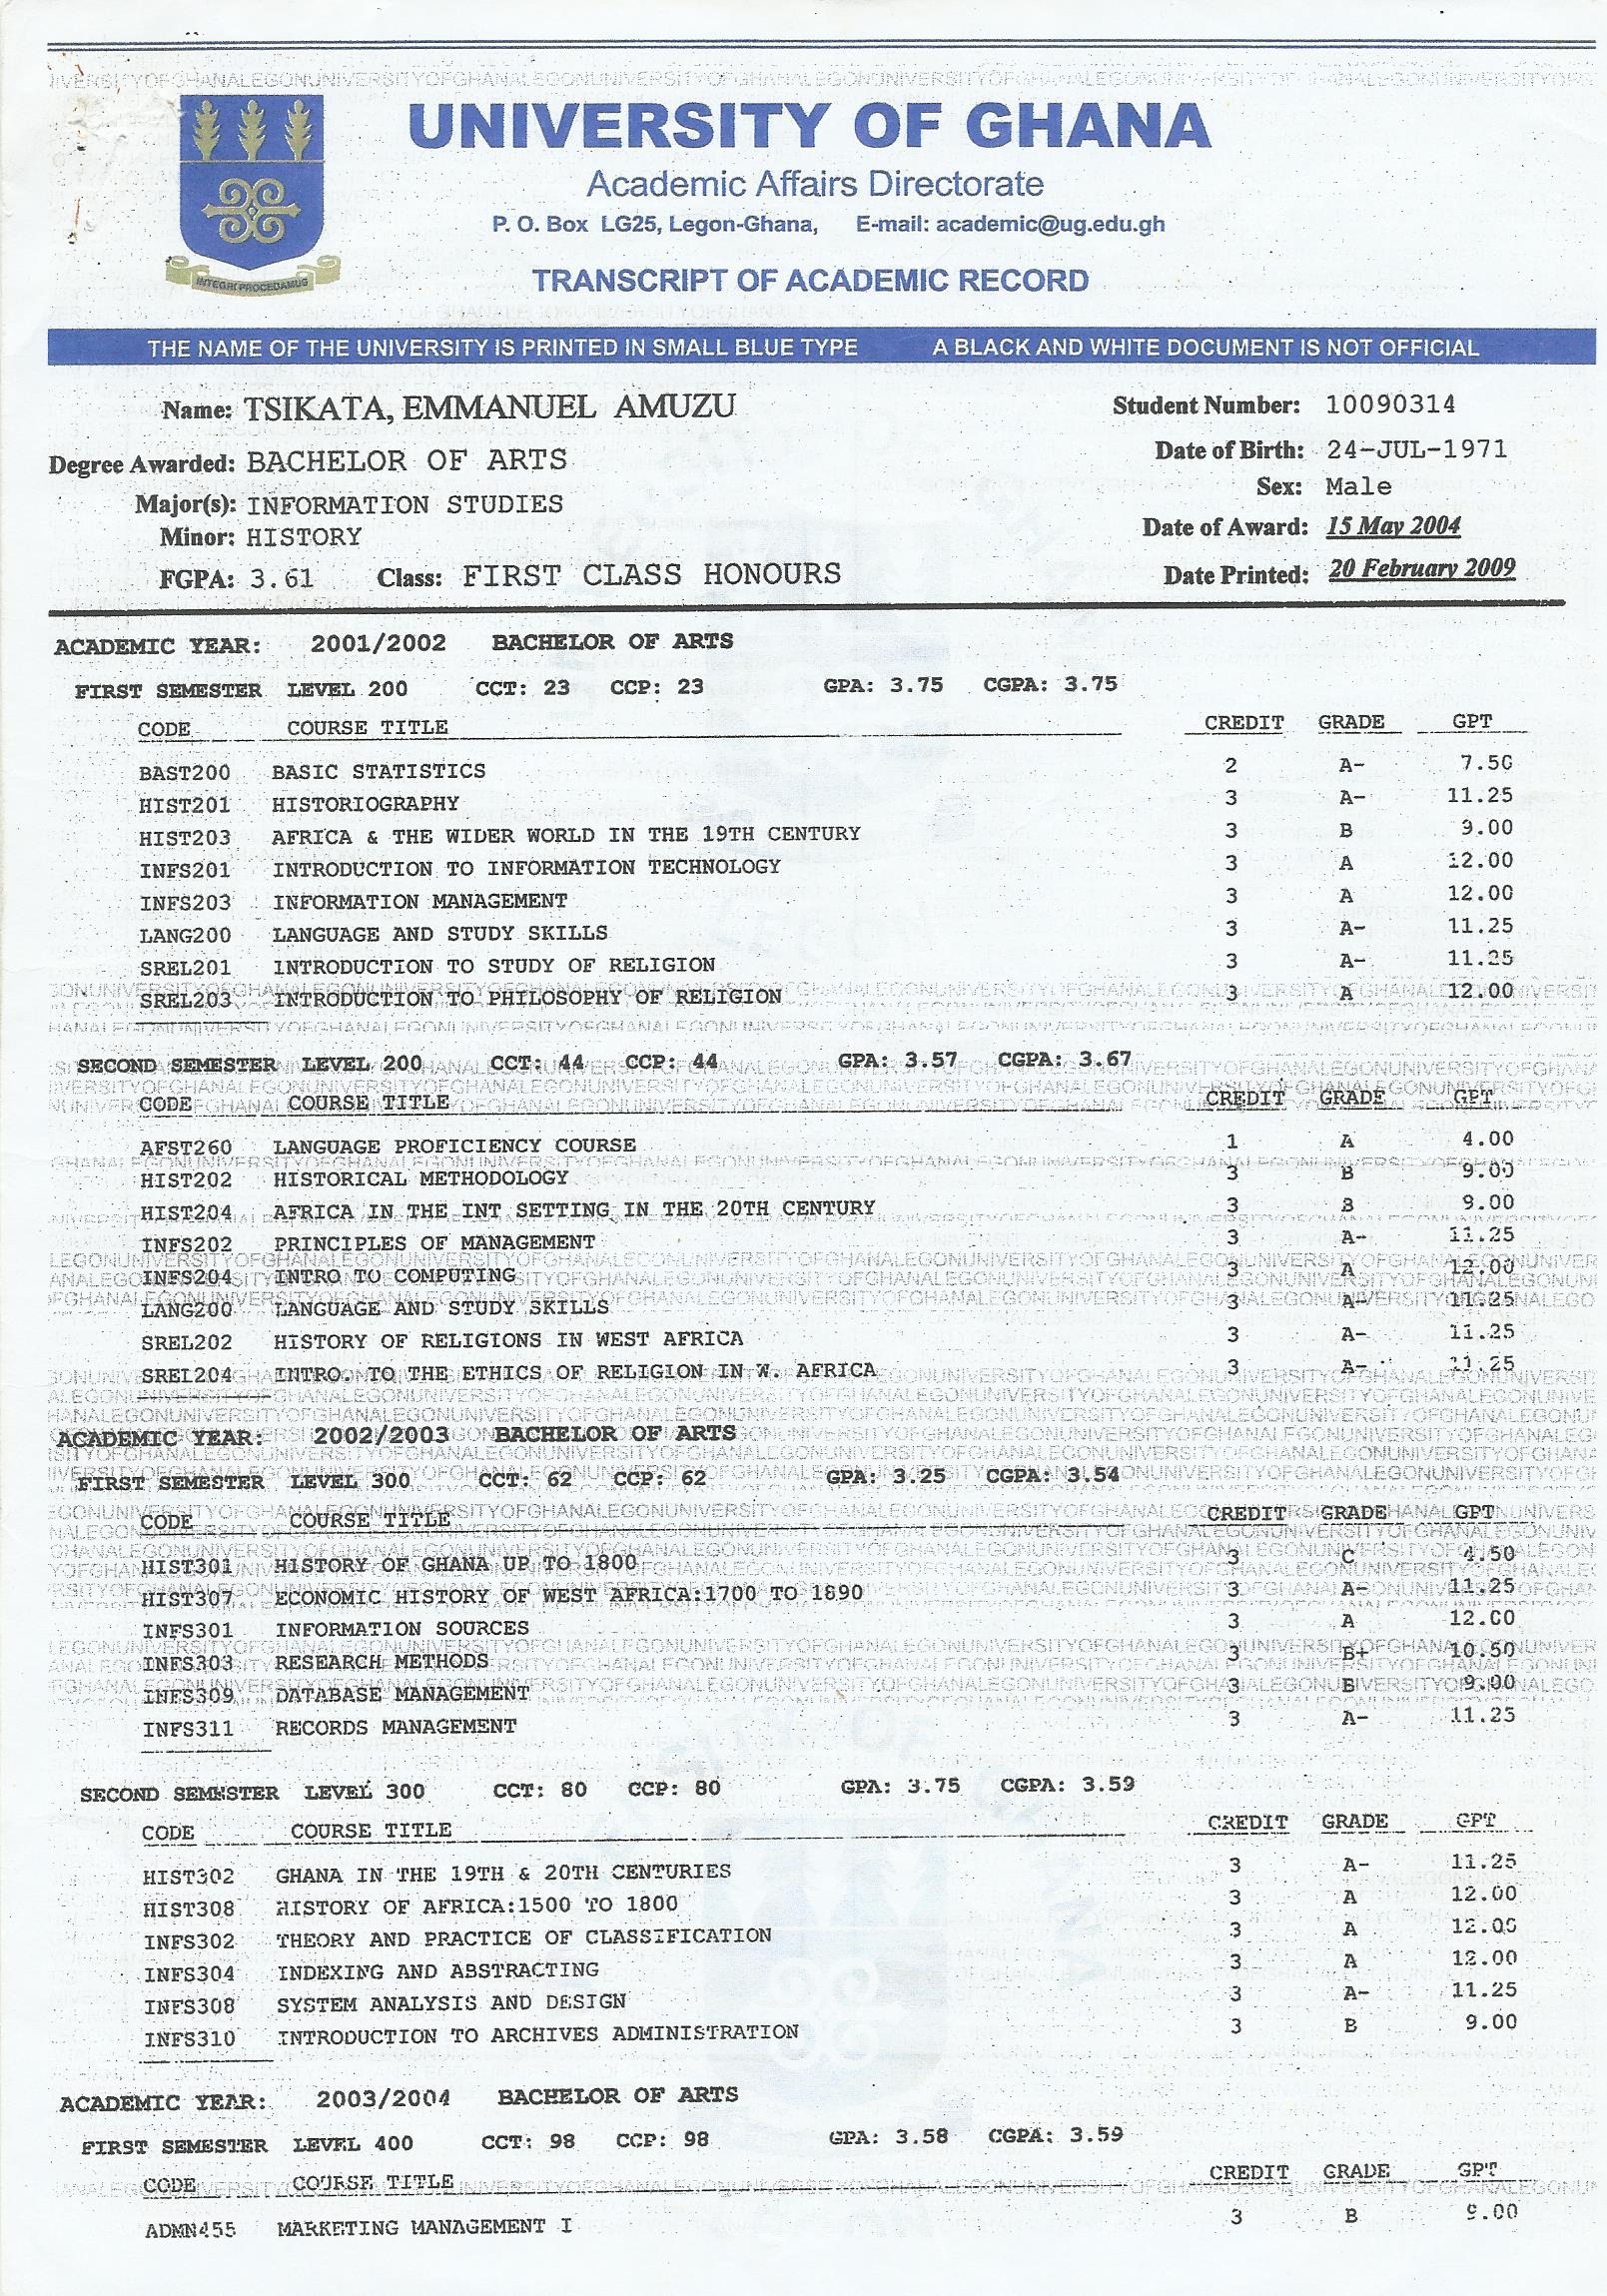 UNIVERSITY OF GHANA
Academic Affairs Directorate
P. O. Box LG25, Legon-Ghana, E-mail: academic@ug.edu.gh
INTEGRI PROCEDAMUS
TRANSCRIPT OF ACADEMIC RECORD
THE NAME OF THE UNIVERSITY IS PRINTED IN SMALL BLUE TYPE A BLACK AND WHITE DOCUMENT IS NOT OFFICIAL
Name: TSIKATA, EMMANUEL AMUZU Student Number: 10090314
Degree Awarded: BACHELOR OF ARTS Date of Birth: 24-JUL-1971
Major(s): INFORMATION STUDIES Sex: Male
Minor: HISTORY Date of Award: 15 May 2004
FGPA: 3.61 Class: FIRST CLASS HONOURS Date Printed: 20 February 2009
ACADEMIC YEAR: 2001/2002 BACHELOR OF ARTS
FIRST SEMESTER LEVEL 200 CCT: 23 CCP: 23 GPA: 3.75 CGPA: 3.75
CODE COURSE TITLE CREDIT GRADE GPT
BAST200 BASIC STATISTICS 2 A- 7.50
HIST201 HISTORIOGRAPHY 3 A- 11.25
HIST203 AFRICA & THE WIDER WORLD IN THE 19TH CENTURY 3 B 9.00
INFS201 INTRODUCTION TO INFORMATION TECHNOLOGY 3 A 12.00
INFS203 INFORMATION MANAGEMENT 3 A 12.00
LANG200 LANGUAGE AND STUDY SKILLS 3 A- 11.25
SREL201 INTRODUCTION TO STUDY OF RELIGION 3 A- 11.25
SREL203 INTRODUCTION TO PHILOSOPHY OF RELIGION 3 A 12.00
SECOND SEMESTER LEVEL 200 CCT: 44 CCP: 44 GPA: 3.57 CGPA: 3.67
CODE COURSE TITLE CREDIT GRADE GPT
AFST260 LANGUAGE PROFICIENCY COURSE 1 A 4.00
HIST202 HISTORICAL METHODOLOGY 3 B 9.00
HIST204 AFRICA IN THE INT SETTING IN THE 20TH CENTURY 3 B 9.00
INFS202 PRINCIPLES OF MANAGEMENT 3 A- 11.25
INFS204 INTRO TO COMPUTING 3 A 12.00
LANG200 LANGUAGE AND STUDY SKILLS 3 A- 11.25
SREL202 HISTORY OF RELIGIONS IN WEST AFRICA 3 A- 11.25
SREL204 INTRO. TO THE ETHICS OF RELIGION IN W. AFRICA 3 A- 11.25
ACADEMIC YEAR: 2002/2003 BACHELOR OF ARTS
FIRST SEMESTER LEVEL 300 CCT: 62 CCP: 62 GPA: 3.25 CGPA: 3.54
CODE COURSE TITLE CREDIT GRADE GPT
HIST301 HISTORY OF GHANA UP TO 1800 3 C 4.50
HIST307 ECONOMIC HISTORY OF WEST AFRICA:1700 TO 1890 3 A- 11.25
INFS301 INFORMATION SOURCES 3 A 12.00
INFS303 RESEARCH METHODS 3 B+ 10.50
INFS309 DATABASE MANAGEMENT 3 B 9.00
INFS311 RECORDS MANAGEMENT 3 A- 11.25
SECOND SEMESTER LEVEL 300 CCT: 80 CCP: 80 GPA: 3.75 CGPA: 3.59
CODE COURSE TITLE CREDIT GRADE GPT
HIST302 GHANA IN THE 19TH & 20TH CENTURIES 3 A- 11.25
HIST308 HISTORY OF AFRICA:1500 TO 1800 3 A 12.00
INFS302 THEORY AND PRACTICE OF CLASSIFICATION 3 A 12.00
INFS304 INDEXING AND ABSTRACTING 3 A 12.00
INFS308 SYSTEM ANALYSIS AND DESIGN 3 A- 11.25
INFS310 INTRODUCTION TO ARCHIVES ADMINISTRATION 3 B 9.00
ACADEMIC YEAR: 2003/2004 BACHELOR OF ARTS
FIRST SEMESTER LEVEL 400 CCT: 98 CCP: 98 GPA: 3.58 CGPA: 3.59
CODE COURSE TITLE CREDIT GRADE GPT
ADMN455 MARKETING MANAGEMENT I 3 B 9.00